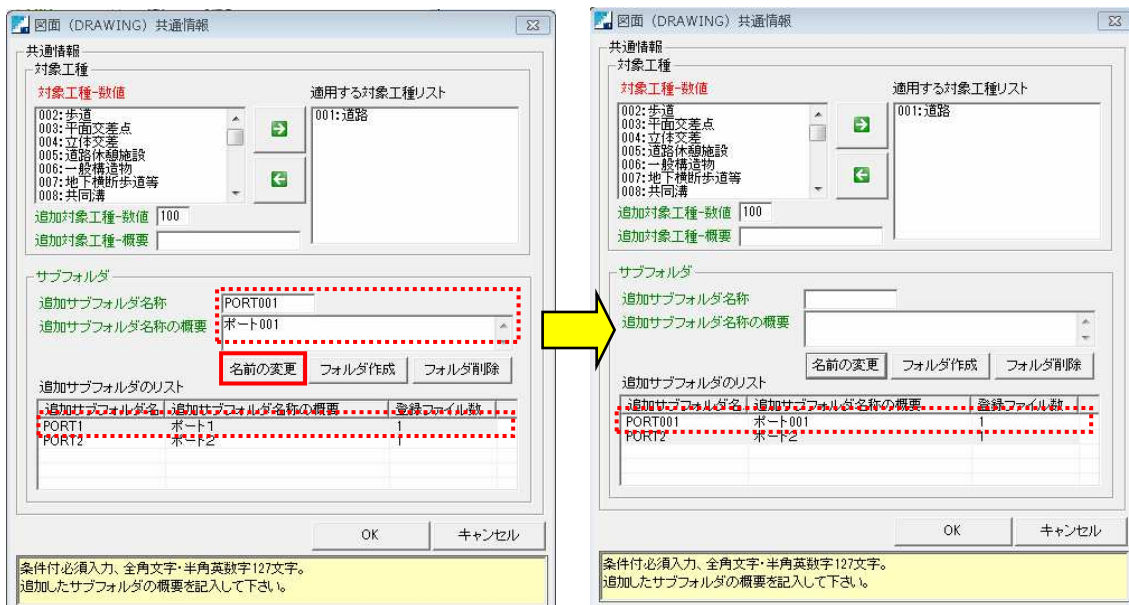 図面（DRAWING）共通情報
共通情報
対象工種
対象工種-数値
適用する対象工種リスト
002:歩道
003:平面交差点
004:立体交差
005:道路休憩施設
006:一般構造物
007:地下横断歩道等
008:共同溝
001:道路
追加対象工種-数値 100
追加対象工種-概要
サブフォルダ
追加サブフォルダ名称 PORT001
追加サブフォルダ名称の概要 ポート001
名前の変更 フォルダ作成 フォルダ削除
追加サブフォルダのリスト
追加サブフォルダ名 追加サブフォルダ名称の概要 登録ファイル数
PORT1 ポート1 1
PORT2 ポート2 1
OK キャンセル
条件付必須入力、全角文字・半角英数字127文字。
追加したサブフォルダの概要を記入して下さい。
図面（DRAWING）共通情報
共通情報
対象工種
対象工種-数値
適用する対象工種リスト
002:歩道
003:平面交差点
004:立体交差
005:道路休憩施設
006:一般構造物
007:地下横断歩道等
008:共同溝
001:道路
追加対象工種-数値 100
追加対象工種-概要
サブフォルダ
追加サブフォルダ名称
追加サブフォルダ名称の概要
名前の変更 フォルダ作成 フォルダ削除
追加サブフォルダのリスト
追加サブフォルダ名 追加サブフォルダ名称の概要 登録ファイル数
PORT001 ポート001 1
PORT2 ポート2 1
OK キャンセル
条件付必須入力、全角文字・半角英数字127文字。
追加したサブフォルダの概要を記入して下さい。